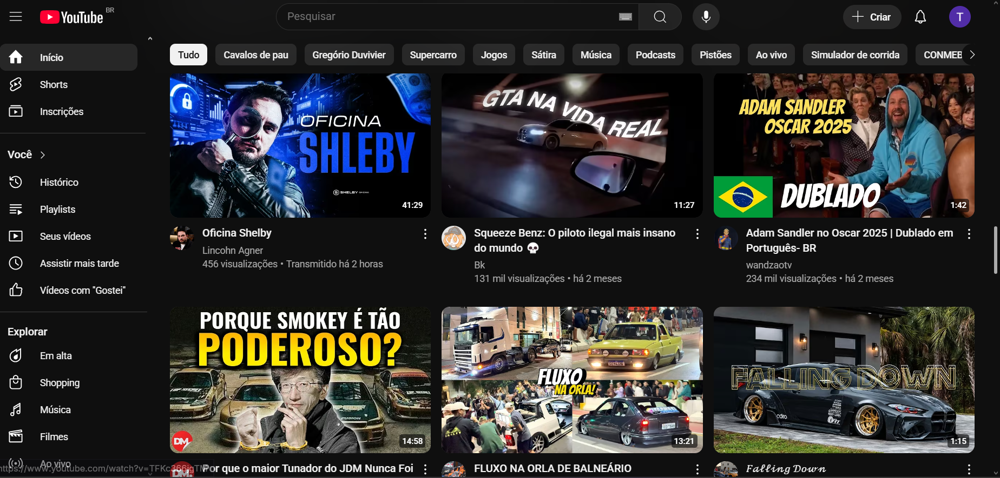 YouTube BR
Pesquisar
Criar
T
Início
Shorts
Inscrições
Você
Histórico
Playlists
Seus vídeos
Assistir mais tarde
Vídeos com "Gostei"
Explorar
Em alta
Shopping
Música
Filmes
Ao vivo
Tudo
Cavalos de pau
Gregório Duvivier
Supercarro
Jogos
Sátira
Música
Podcasts
Pistões
Ao vivo
Simulador de corrida
CONMEB
OFICINA
SHLEBY
SHELBY OFICINA
41:29
Oficina Shelby
Lincohn Agner
456 visualizações • Transmitido há 2 horas
GTA NA VIDA REAL
11:27
Squeeze Benz: O piloto ilegal mais insano
do mundo 💀
Bk
131 mil visualizações • há 2 meses
ADAM SANDLER
OSCAR 2025
DUBLADO
1:42
Adam Sandler no Oscar 2025 | Dublado em
Português- BR
wandzaotv
234 mil visualizações • há 2 meses
PORQUE SMOKEY É TÃO
PODEROSO?
DM
14:58
Por que o maior Tunador do JDM Nunca Foi
FLUXO
NA ORLA!
13:21
FLUXO NA ORLA DE BALNEÁRIO
FALLING DOWN
adro
1:15
Falling Down